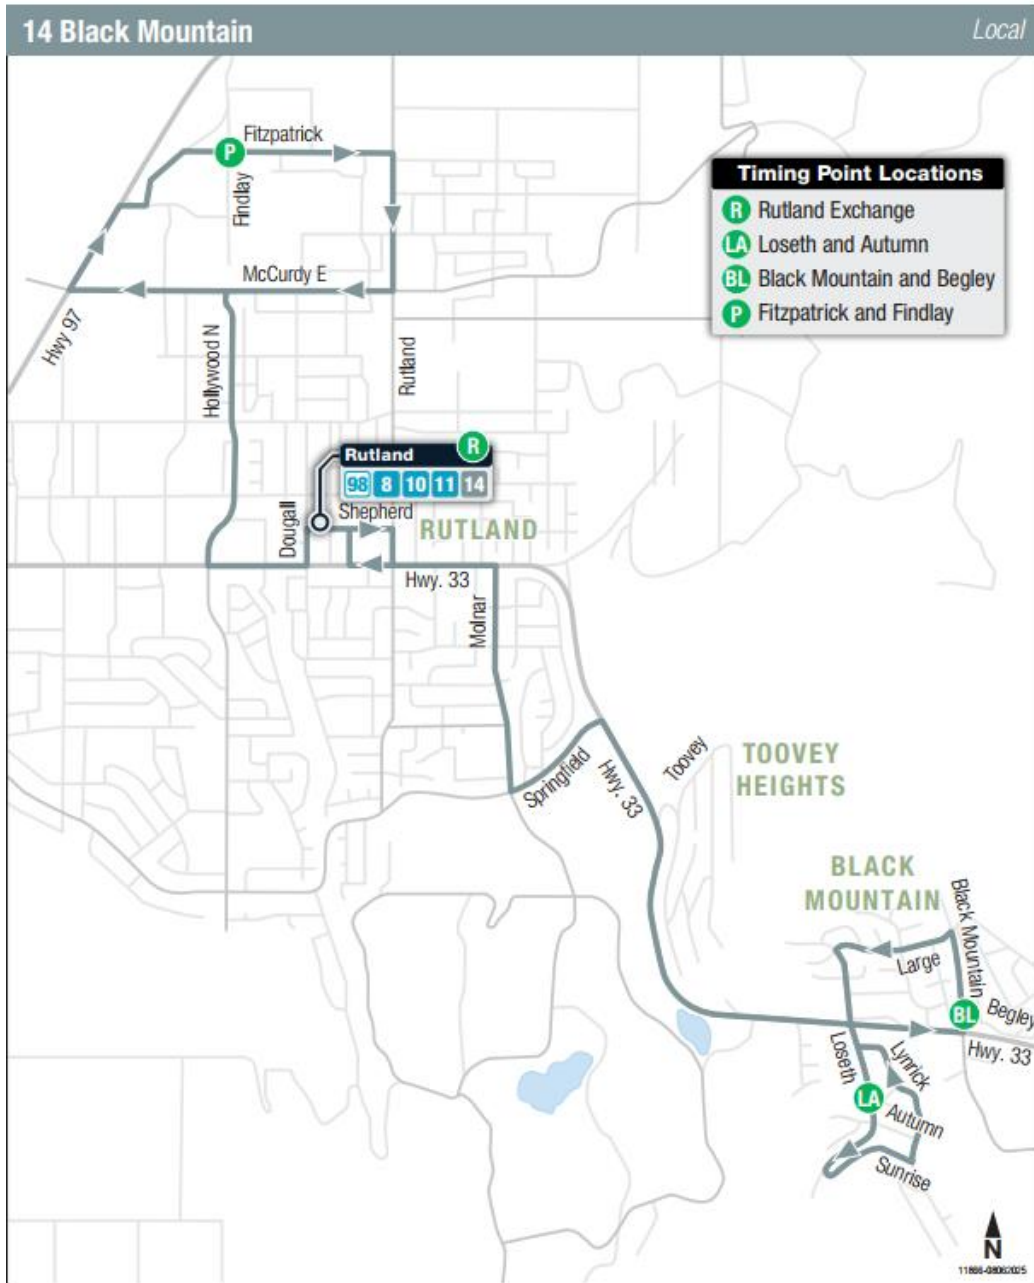 14 Black Mountain
Local
Fitzpatrick
P
Findlay
McCurdy E
Hwy 97
Hollywood N
Rutland
Timing Point Locations
R Rutland Exchange
LA Loseth and Autumn
BL Black Mountain and Begley
P Fitzpatrick and Findlay
Rutland R
98 8 10 11 14
Shepherd
Dougall
RUTLAND
Hwy. 33
Molnar
Springfield
Hwy. 33
Toovey
TOOVEY
HEIGHTS
BLACK
MOUNTAIN
Black Mountain
Large
BL
Begley
Hwy. 33
Loseth
Lynrick
LA
Autumn
Sunrise
N